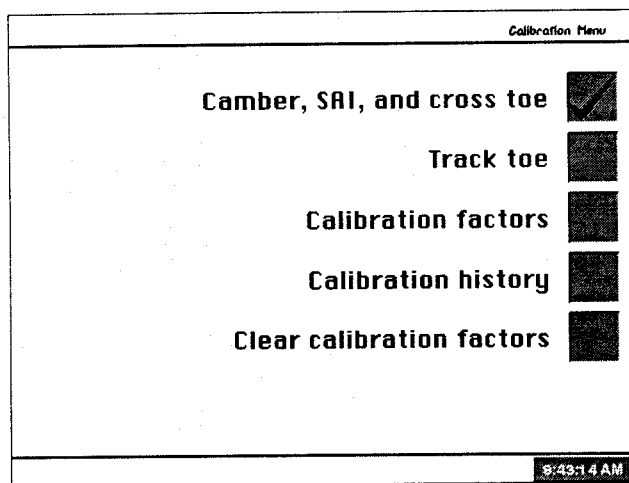 Calibration Menu
Camber, SAI, and cross toe
Track toe
Calibration factors
Calibration history
Clear calibration factors
9:43:14 AM